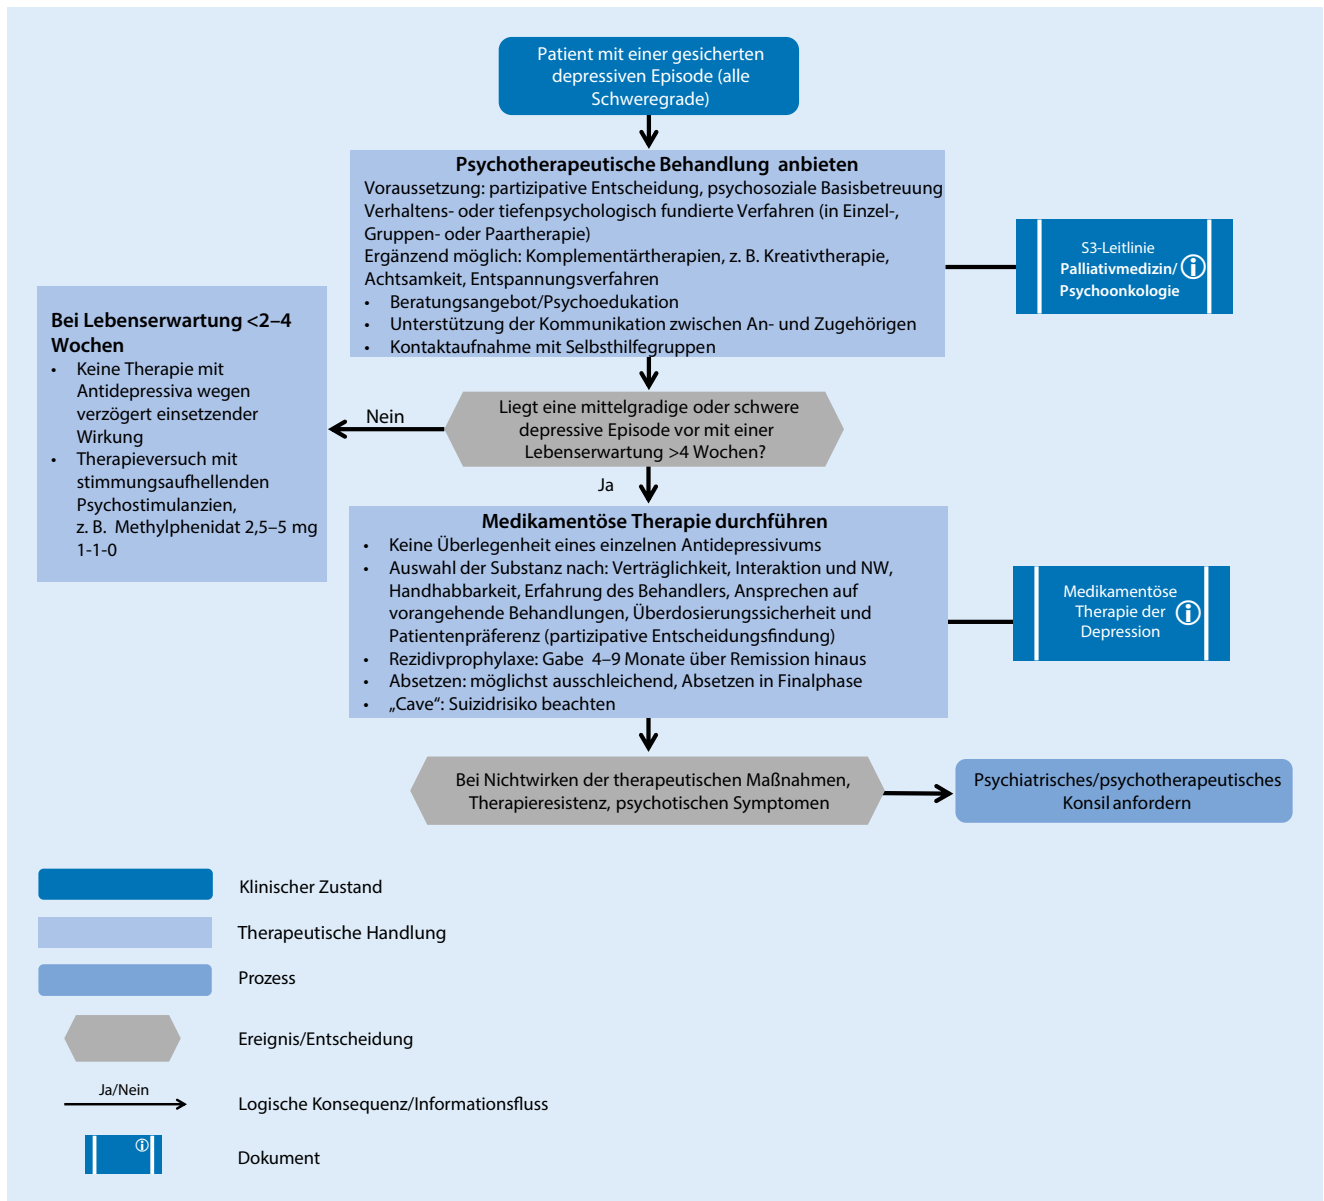 Patient mit einer gesicherten
depressiven Episode (alle
Schweregrade)
Psychotherapeutische Behandlung anbieten
Voraussetzung: partizipative Entscheidung, psychosoziale Basisbetreuung
Verhaltens- oder tiefenpsychologisch fundierte Verfahren (in Einzel-,
Gruppen- oder Paartherapie)
Ergänzend möglich: Komplementärtherapien, z. B. Kreativtherapie,
Achtsamkeit, Entspannungsverfahren
• Beratungsangebot/Psychoedukation
• Unterstützung der Kommunikation zwischen An- und Zugehörigen
• Kontaktaufnahme mit Selbsthilfegruppen
S3-Leitlinie
Palliativmedizin/
Psychoonkologie
Liegt eine mittelgradige oder schwere
depressive Episode vor mit einer
Lebenserwartung >4 Wochen?
Nein
Bei Lebenserwartung <2–4
Wochen
• Keine Therapie mit
Antidepressiva wegen
verzögert einsetzender
Wirkung
• Therapieversuch mit
stimmungsaufhellenden
Psychostimulanzien,
z. B. Methylphenidat 2,5–5 mg
1-1-0
Ja
Medikamentöse Therapie durchführen
• Keine Überlegenheit eines einzelnen Antidepressivums
• Auswahl der Substanz nach: Verträglichkeit, Interaktion und NW,
Handhabbarkeit, Erfahrung des Behandlers, Ansprechen auf
vorangehende Behandlungen, Überdosierungssicherheit und
Patientenpräferenz (partizipative Entscheidungsfindung)
• Rezidivprophylaxe: Gabe 4–9 Monate über Remission hinaus
• Absetzen: möglichst ausschleichend, Absetzen in Finalphase
• „Cave“: Suizidrisiko beachten
Medikamentöse
Therapie der
Depression
Bei Nichtwirken der therapeutischen Maßnahmen,
Therapieresistenz, psychotischen Symptomen
Psychiatrisches/psychotherapeutisches
Konsil anfordern
Klinischer Zustand
Therapeutische Handlung
Prozess
Ereignis/Entscheidung
Ja/Nein
Logische Konsequenz/Informationsfluss
Dokument